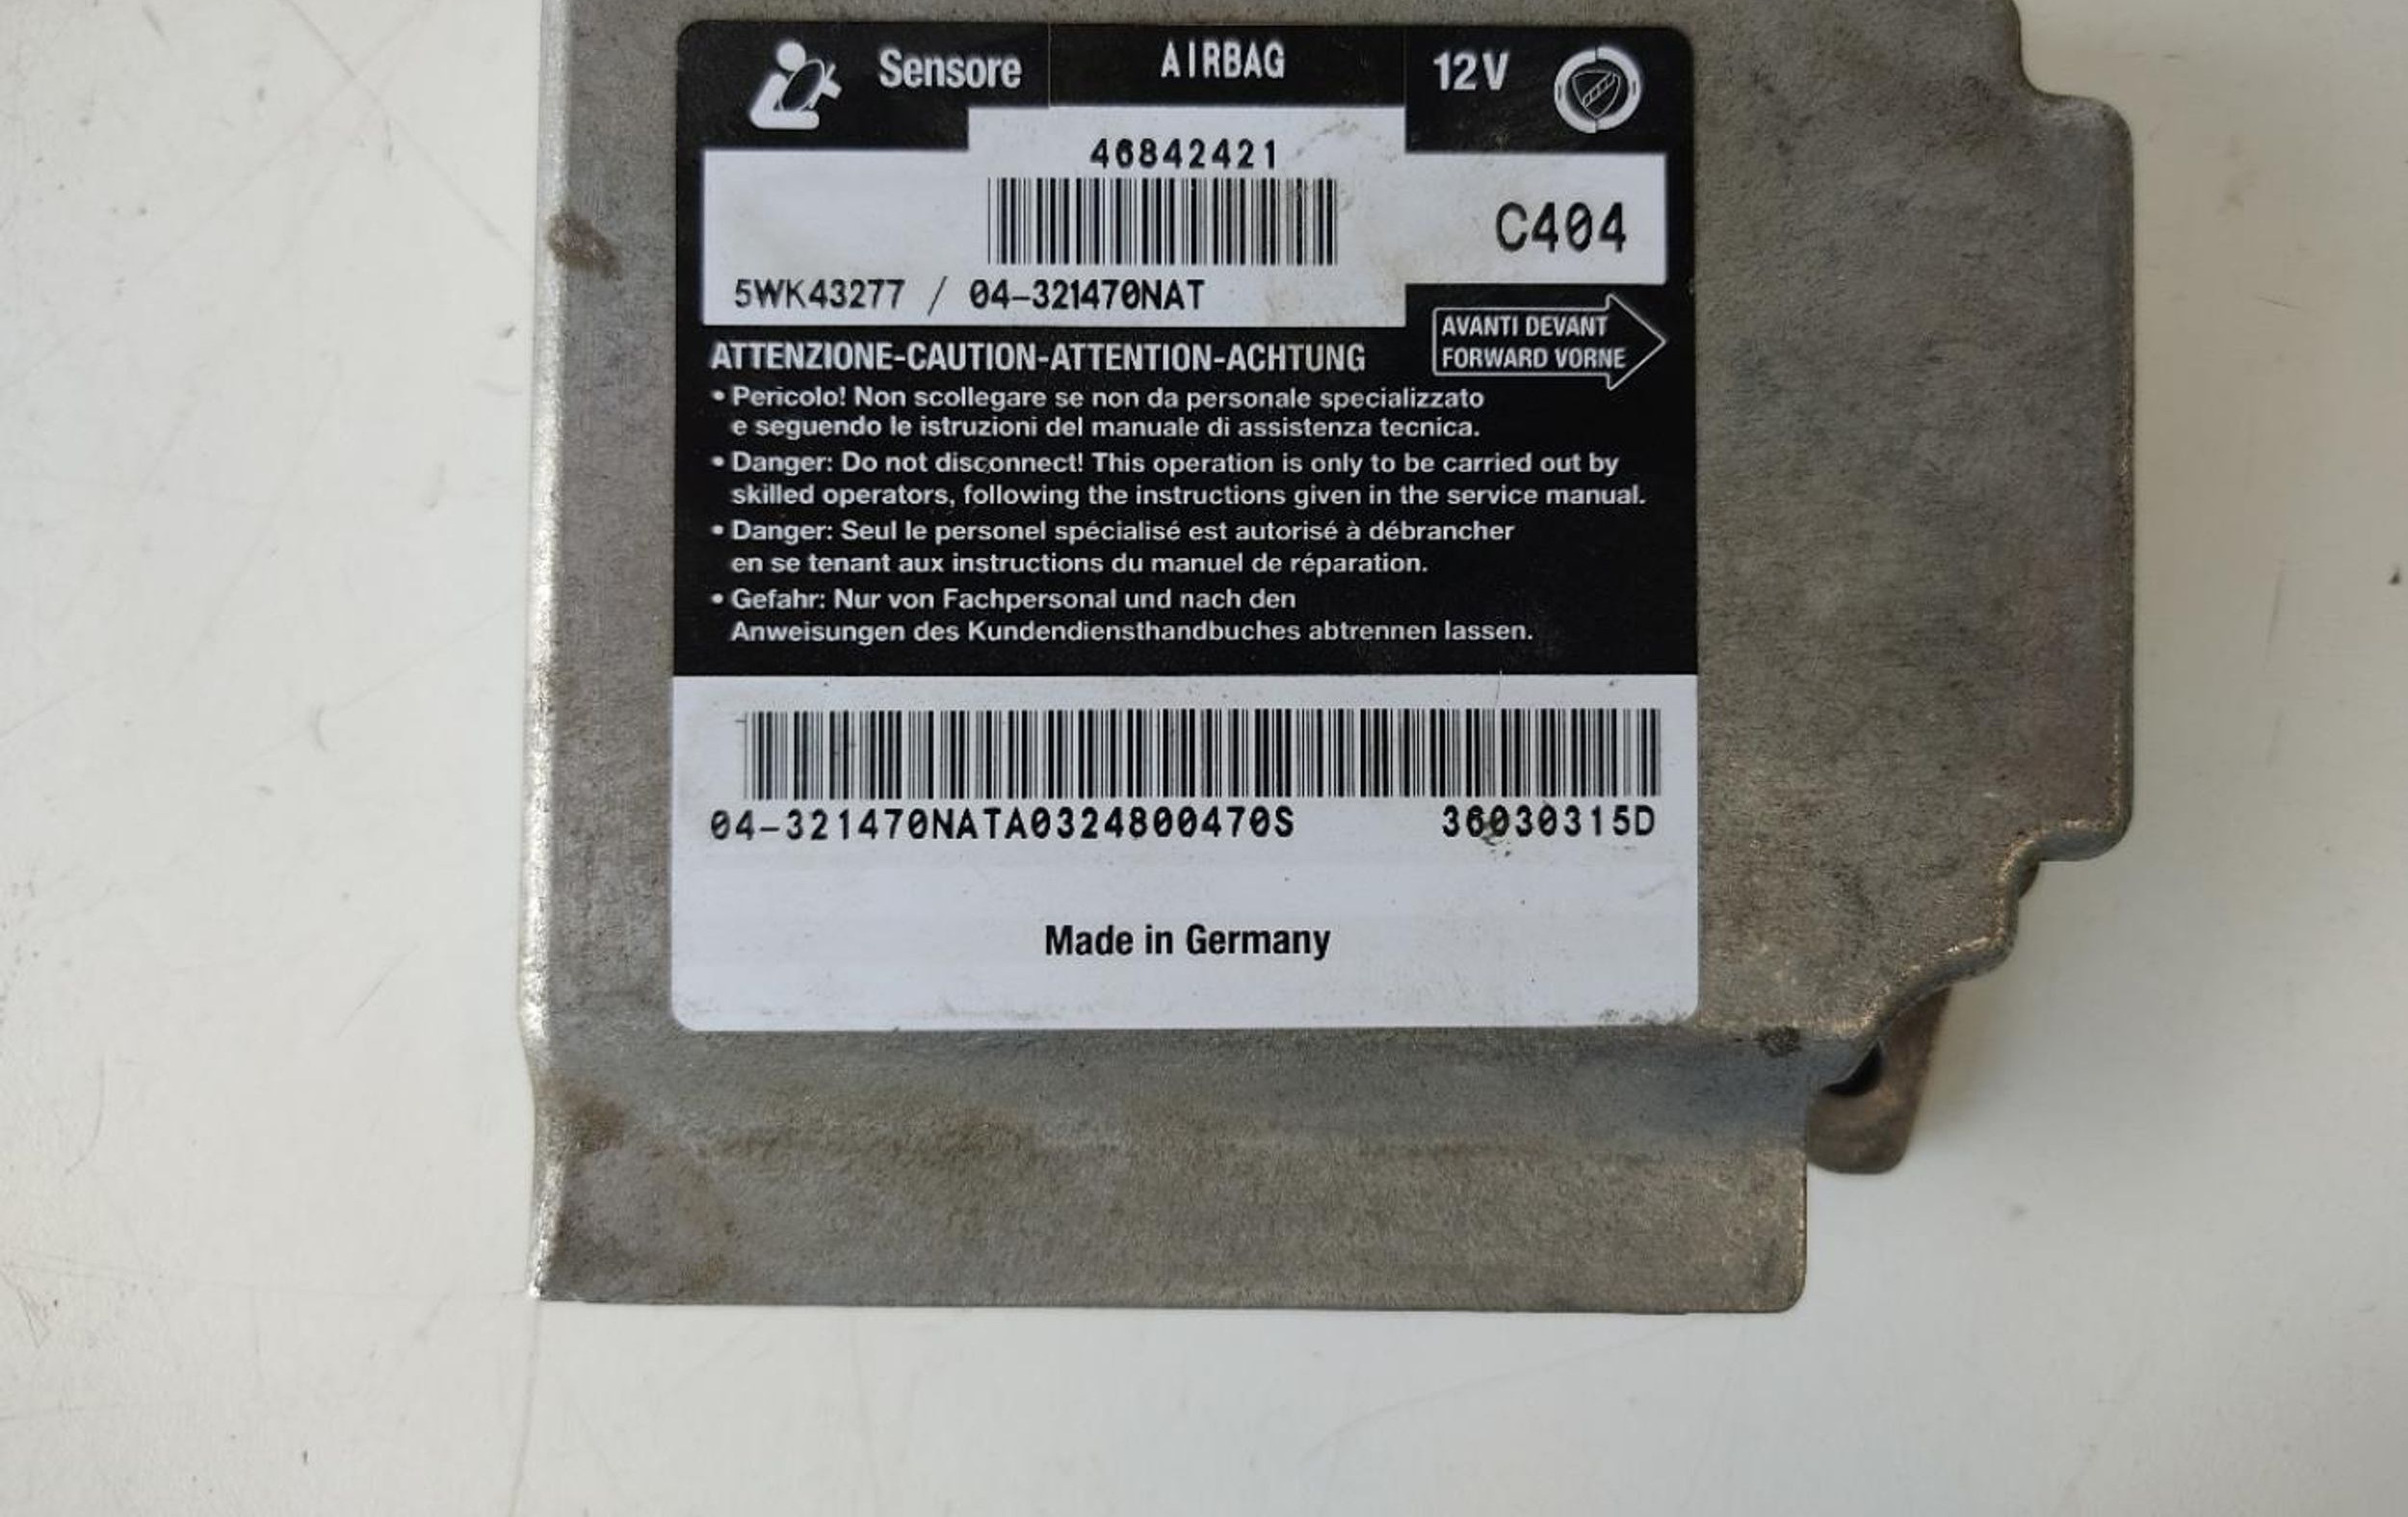 Sensore AIRBAG 12V
46842421
C404
5WK43277 / 04-321470NAT
ATTENZIONE-CAUTION-ATTENTION-ACHTUNG
AVANTI DEVANT
FORWARD VORNE
• Pericolo! Non scollegare se non da personale specializzato
e seguendo le istruzioni del manuale di assistenza tecnica.
• Danger: Do not disconnect! This operation is only to be carried out by
skilled operators, following the instructions given in the service manual.
• Danger: Seul le personel spécialisé est autorisé à débrancher
en se tenant aux instructions du manuel de réparation.
• Gefahr: Nur von Fachpersonal und nach den
Anweisungen des Kundendiensthandbuches abtrennen lassen.
04-321470NATA0324800470S 36030315D
Made in Germany